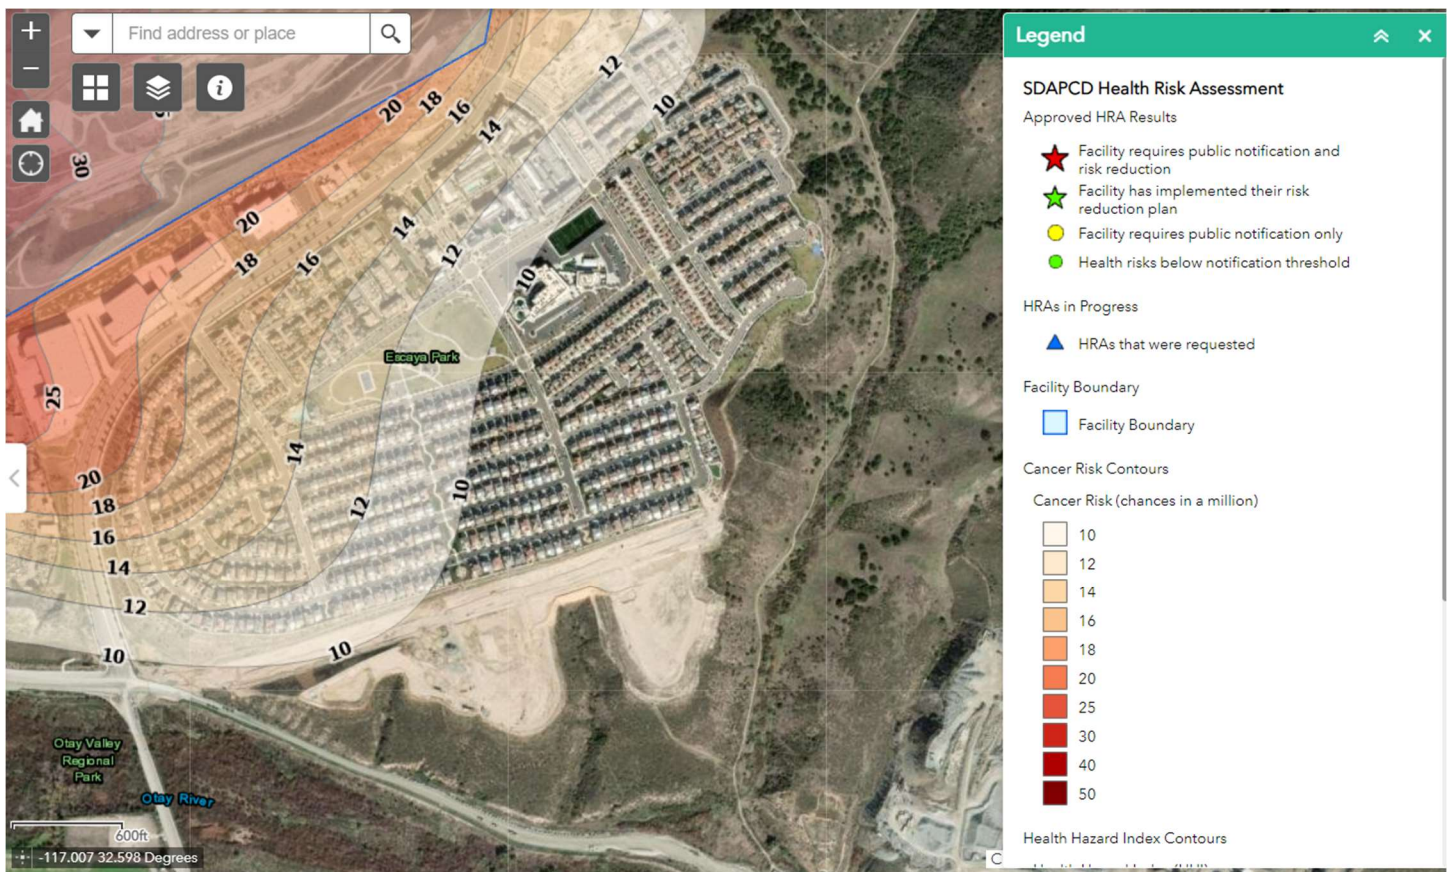 +
Find address or place
−
i
12
20
18
16
10
14
30
20
14
12
18
16
10
Escaya Park
25
14
20
10
18
12
16
14
12
10
10
Otay Valley
Regional
Park
Otay River
600ft
-117.007 32.598 Degrees
Legend
SDAPCD Health Risk Assessment
Approved HRA Results
Facility requires public notification and
risk reduction
Facility has implemented their risk
reduction plan
Facility requires public notification only
Health risks below notification threshold
HRAs in Progress
HRAs that were requested
Facility Boundary
Facility Boundary
Cancer Risk Contours
Cancer Risk (chances in a million)
10
12
14
16
18
20
25
30
40
50
Health Hazard Index Contours